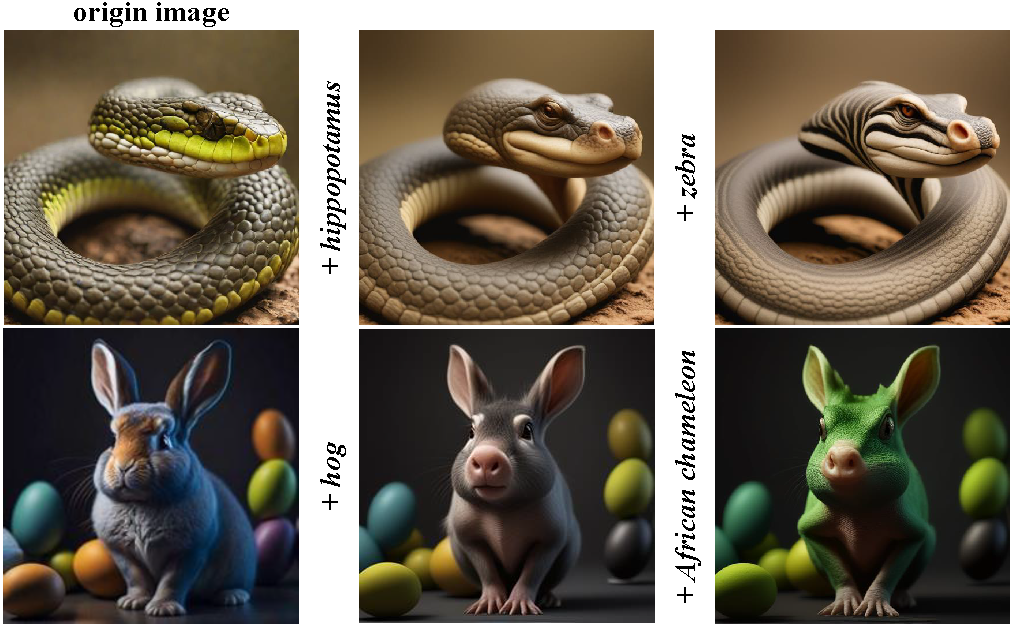 origin image
+ hippopotamus
+ zebra
+ hog
+ African chameleon